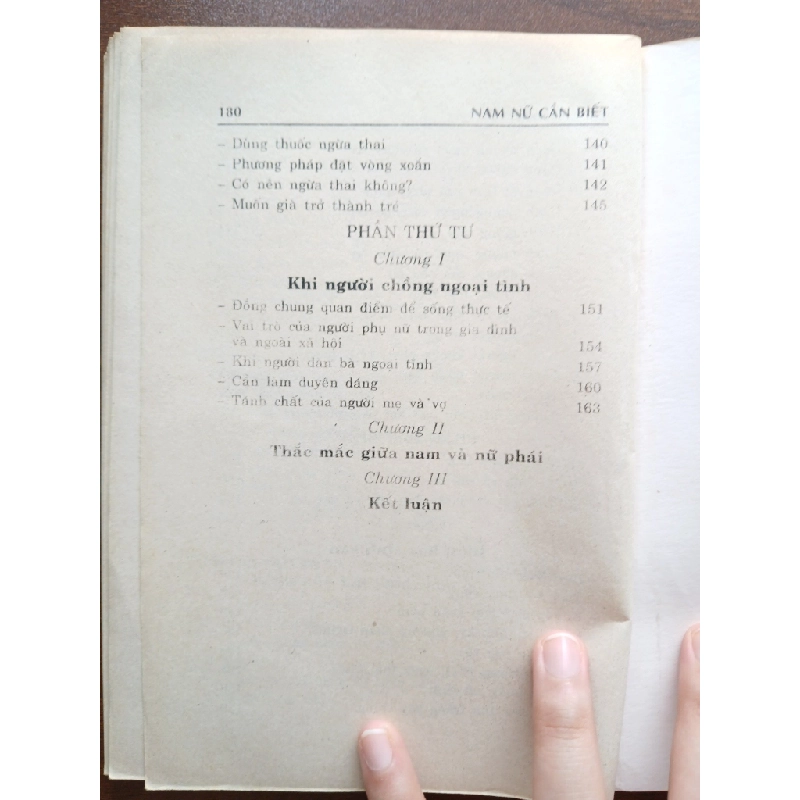 180 NAM NỮ CẦN BIẾT
- Dùng thuốc ngừa thai 140
- Phương pháp đặt vòng xoắn 141
- Có nên ngừa thai không? 142
- Muốn già trở thành trẻ 145
PHẦN THỨ TƯ
Chương I
Khi người chồng ngoại tình
- Đồng chung quan điểm để sống thực tế 151
- Vai trò của người phụ nữ trong gia đình
và ngoài xã hội 154
- Khi người đàn bà ngoại tình 157
- Cần làm duyên dáng 160
- Tánh chất của người mẹ và vợ 163
Chương II
Thắc mắc giữa nam và nữ phái
Chương III
Kết luận